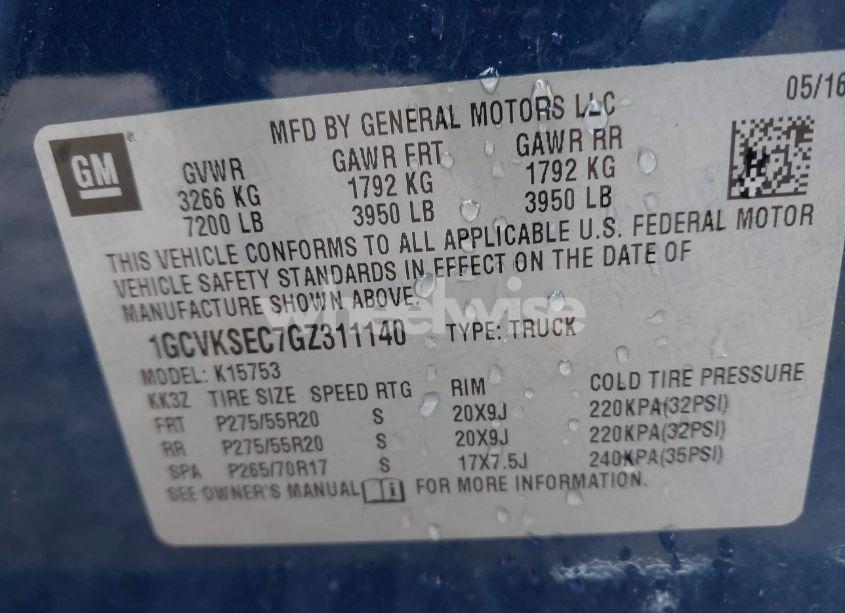 MFD BY GENERAL MOTORS LLC 05/16
GM
GVWR GAWR FRT GAWR RR
3266 KG 1792 KG 1792 KG
7200 LB 3950 LB 3950 LB
THIS VEHICLE CONFORMS TO ALL APPLICABLE U.S. FEDERAL MOTOR
VEHICLE SAFETY STANDARDS IN EFFECT ON THE DATE OF
MANUFACTURE SHOWN ABOVE.
wheelwise
1GCVKSEC7GZ311140 TYPE: TRUCK
MODEL: K15753
KK3Z TIRE SIZE SPEED RTG RIM COLD TIRE PRESSURE
FRT P275/55R20 S 20X9J 220KPA(32PSI)
RR P275/55R20 S 20X9J 220KPA(32PSI)
SPA P265/70R17 S 17X7.5J 240KPA(35PSI)
SEE OWNER'S MANUAL FOR MORE INFORMATION.